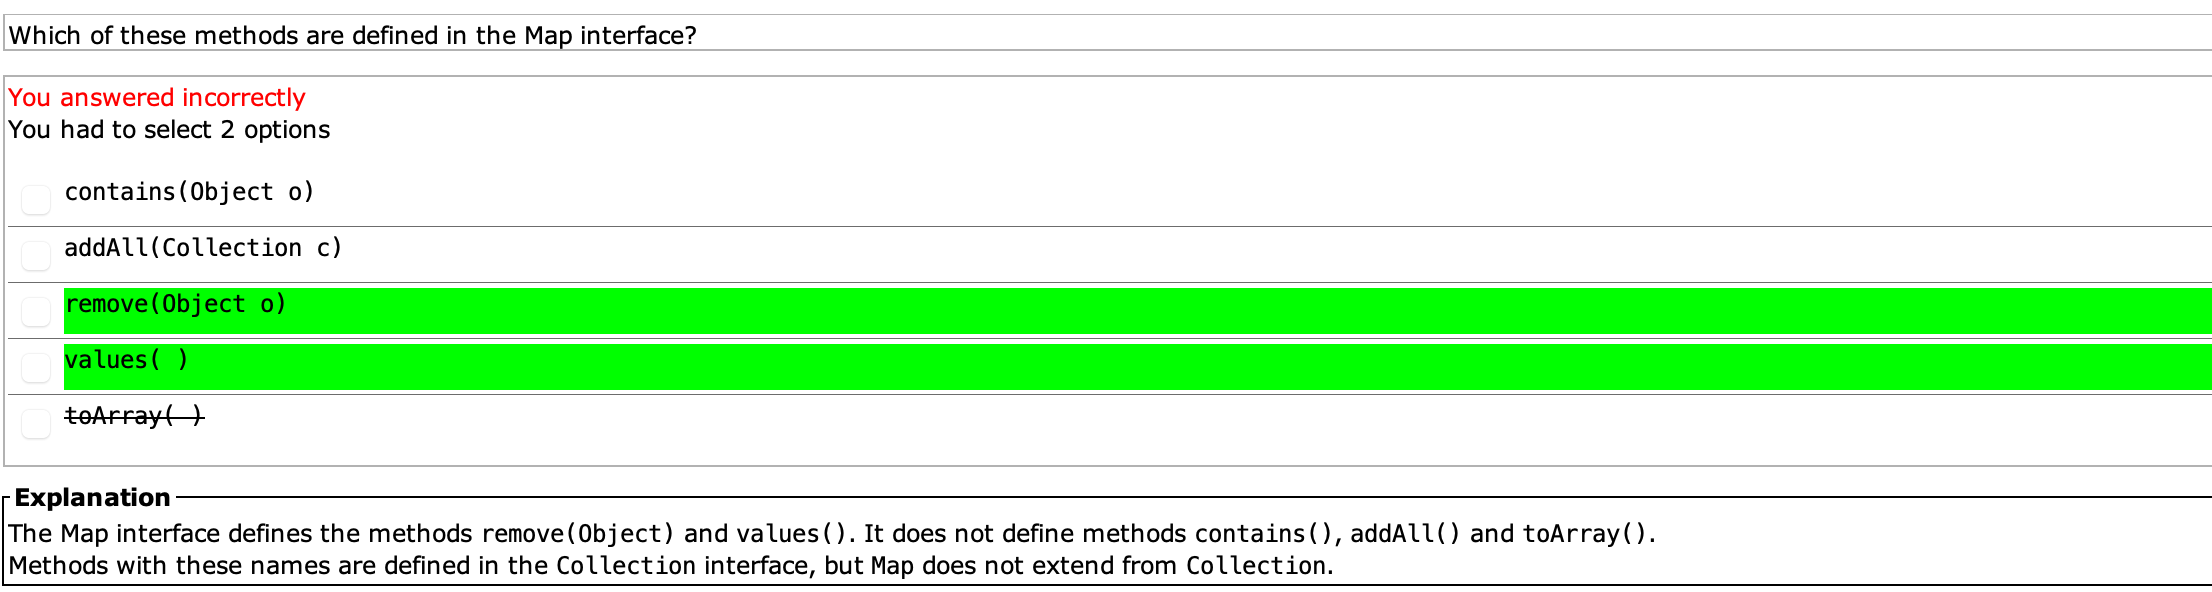 Which of these methods are defined in the Map interface?
You answered incorrectly
You had to select 2 options
contains(Object o)
addAll(Collection c)
remove(Object o)
values( )
toArray( )
Explanation
The Map interface defines the methods remove(Object) and values(). It does not define methods contains(), addAll() and toArray().
Methods with these names are defined in the Collection interface, but Map does not extend from Collection.